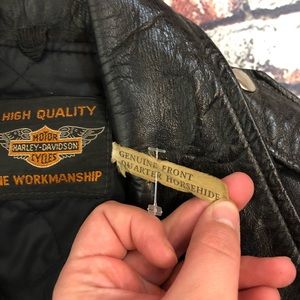 HIGH QUALITY
MOTOR
HARLEY-DAVIDSON
CYCLES
NE WORKMANSHIP
GENUINE FRONT
QUARTER HORSEHIDE